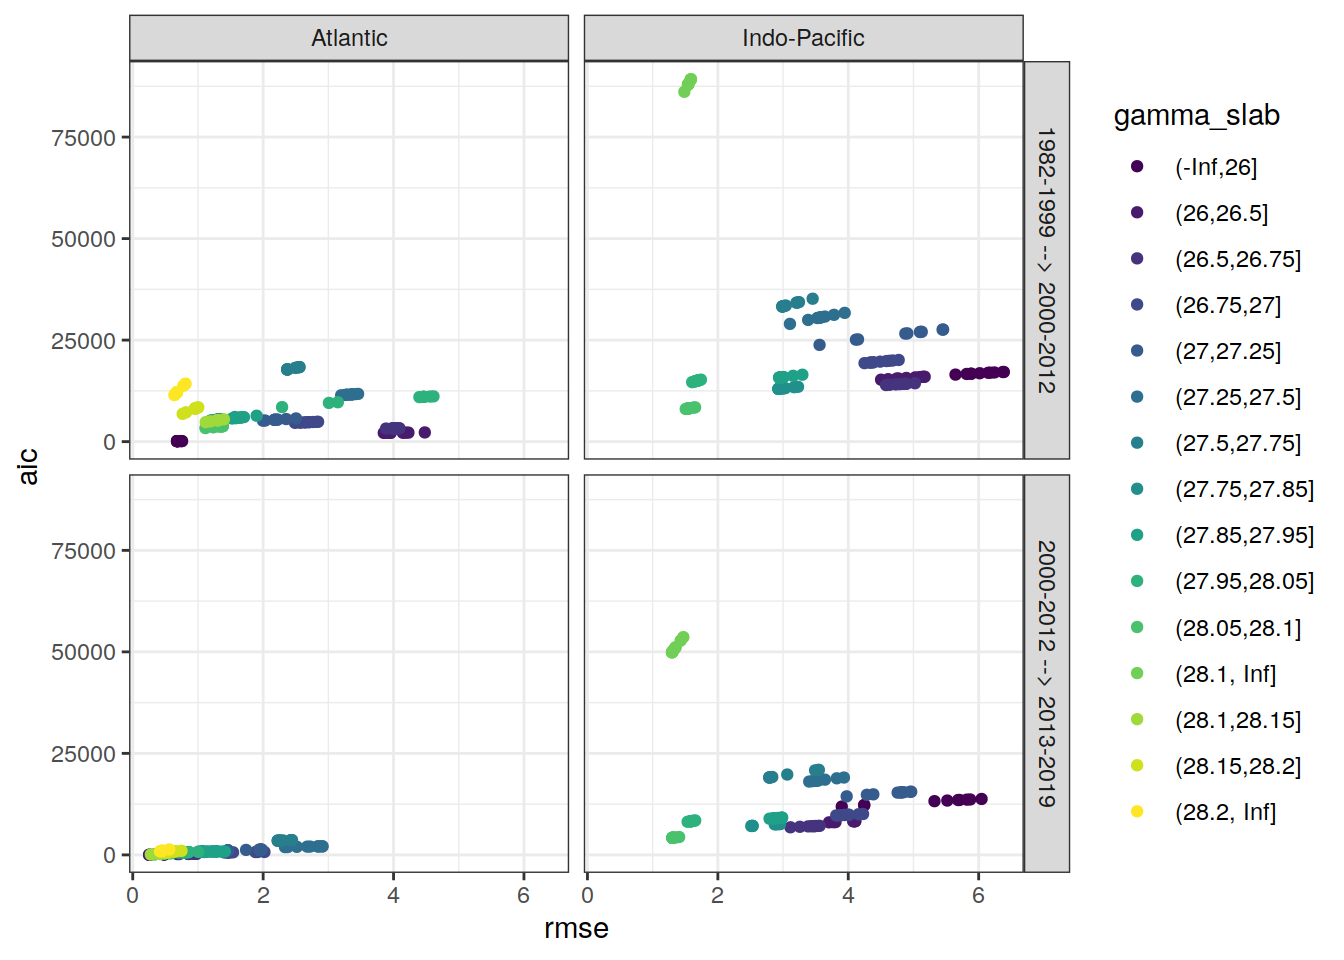 Atlantic
Indo-Pacific
75000
50000
25000
0
1982-1999 --> 2000-2012
75000
50000
25000
0
2000-2012 --> 2013-2019
0
2
4
6
0
2
4
6
rmse
aic
gamma_slab
(-Inf,26]
(26,26.5]
(26.5,26.75]
(26.75,27]
(27,27.25]
(27.25,27.5]
(27.5,27.75]
(27.75,27.85]
(27.85,27.95]
(27.95,28.05]
(28.05,28.1]
(28.1, Inf]
(28.1,28.15]
(28.15,28.2]
(28.2, Inf]